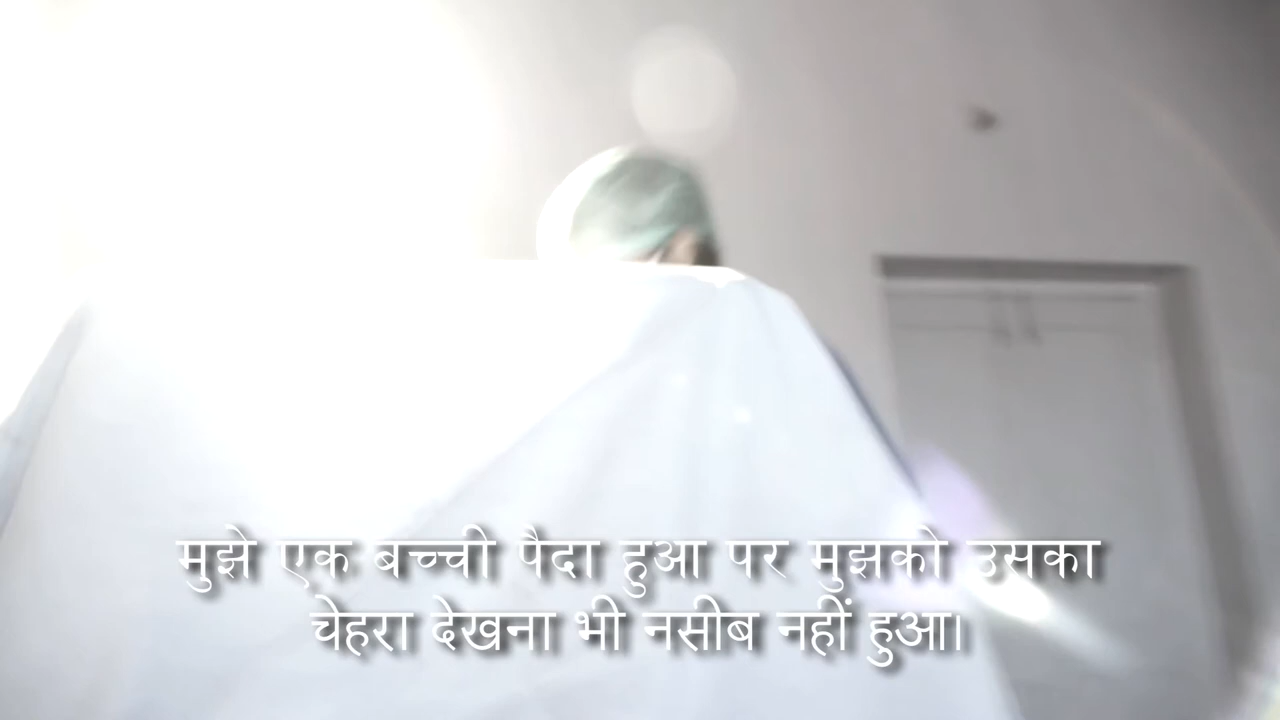 मुझे एक बच्ची पैदा हुआ पर मुझको उसका
चेहरा देखना भी नसीब नहीं हुआ।